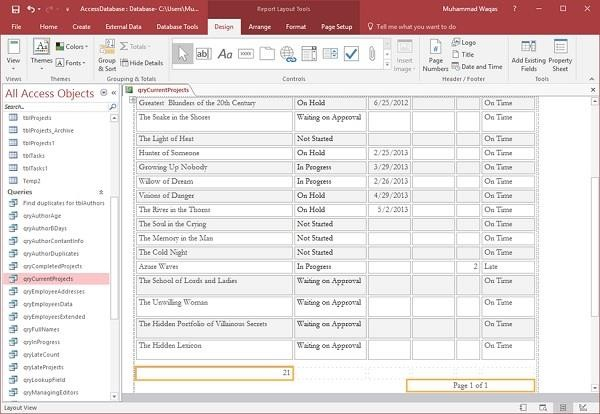 AccessDatabase : Database- C:\Users\Mu...
Report Layout Tools
Muhammad Waqas
File Home Create External Data Database Tools Design Arrange Format Page Setup Tell me what you want to do
View
Themes
Colors
Fonts
Group & Sort
Totals
Hide Details
Aa
Insert Image
Page Numbers
Logo
Title
Date and Time
Add Existing Fields
Property Sheet
Views Themes Grouping & Totals Controls Header / Footer Tools
All Access Objects
Search...
tblProjects
tblProjects_Archive
tblProjects1
tblTasks
tblTasks1
Temp2
Queries
Find duplicates for tblAuthors
qryAuthorAge
qryAuthorBDays
qryAuthorContantInfo
qryAuthorDuplicates
qryCompletedProjects
qryCurrentProjects
qryEmployeeAddresses
qryEmployeesData
qryEmployeesExtended
qryFullNames
qryInProgress
qryLateCount
qryLateProjects
qryLookupField
qryManagingEditors
qryCurrentProjects
Greatest Blunders of the 20th Century On Hold 6/25/2012 On Time
The Snake in the Shores Waiting on Approval On Time
The Light of Heat Not Started On Time
Hunter of Someone On Hold 2/25/2013 On Time
Growing Up Nobody In Progress 3/29/2013 On Time
Willow of Dream In Progress 2/26/2013 On Time
Visions of Danger On Hold 4/29/2013 On Time
The River in the Thorns On Hold 5/2/2013 On Time
The Soul in the Crying Not Started On Time
The Memory in the Man Not Started On Time
The Cold Night Not Started On Time
Azure Waves In Progress 2 Late
The School of Lords and Ladies Waiting on Approval On Time
The Unwilling Woman Waiting on Approval On Time
The Hidden Portfolio of Villainous Secrets Waiting on Approval On Time
The Hidden Lexicon Waiting on Approval On Time
21
Page 1 of 1
Layout View